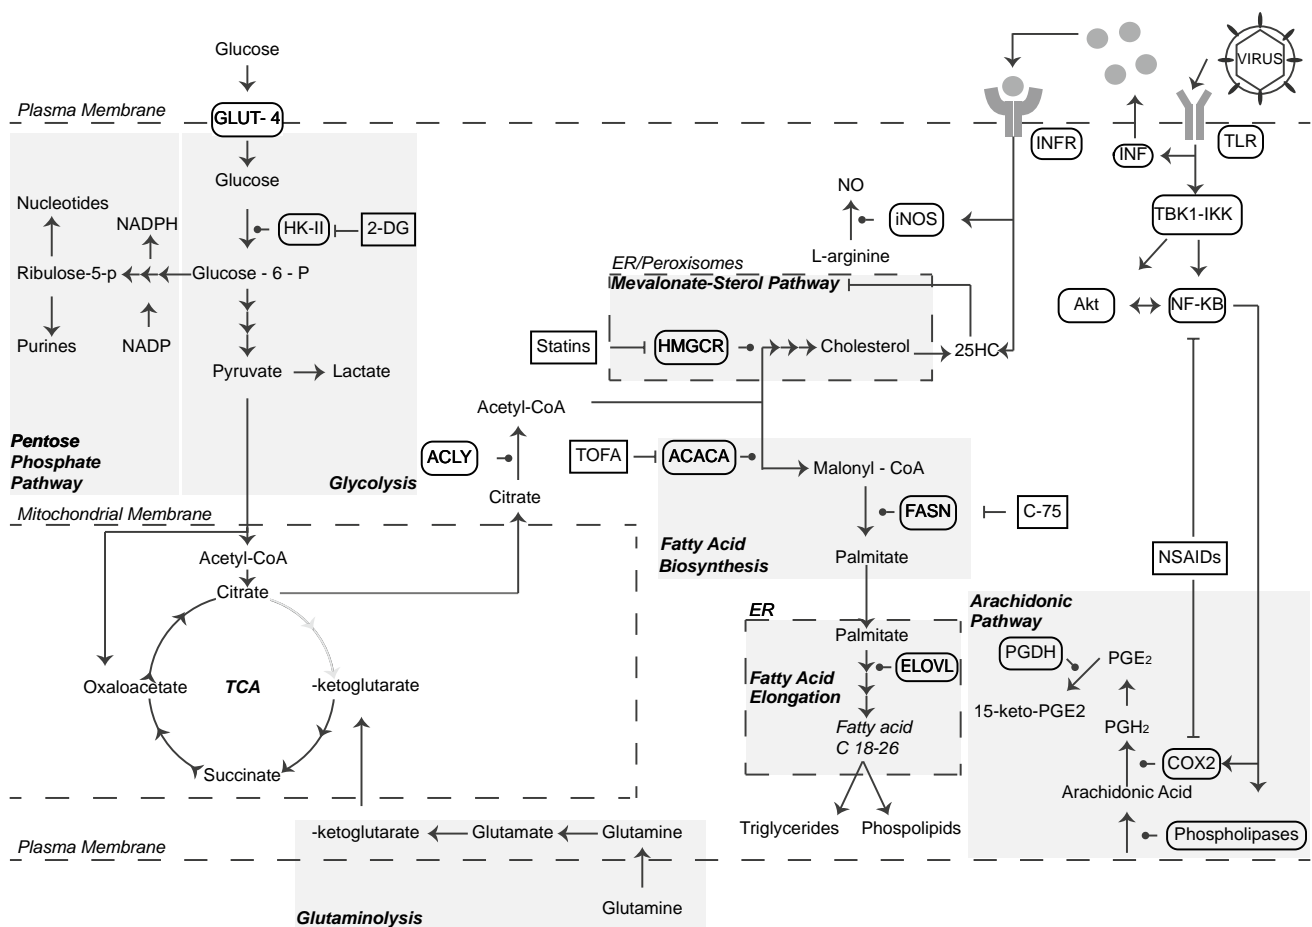 Glucose
VIRUS
Plasma Membrane
GLUT- 4
INFR
INF
TLR
Glucose
NO
Nucleotides
NADPH
HK-II
2-DG
iNOS
TBK1-IKK
L-arginine
ER/Peroxisomes
Ribulose-5-p
Glucose - 6 - P
Mevalonate-Sterol Pathway
Akt
NF-KB
Purines
NADP
Statins
HMGCR
Cholesterol
25HC
Pyruvate
Lactate
Acetyl-CoA
Pentose
Phosphate
Pathway
Glycolysis
ACLY
TOFA
ACACA
Malonyl - CoA
Citrate
FASN
C-75
Mitochondrial Membrane
Acetyl-CoA
Fatty Acid
Biosynthesis
Palmitate
NSAIDs
Citrate
ER
Arachidonic
Pathway
Palmitate
PGDH
PGE2
ELOVL
Oxaloacetate
TCA
-ketoglutarate
Fatty Acid
Elongation
15-keto-PGE2
Fatty acid
C 18-26
PGH2
Succinate
COX2
Arachidonic Acid
-ketoglutarate
Glutamate
Glutamine
Triglycerides
Phospolipids
Phospholipases
Plasma Membrane
Glutamine
Glutaminolysis